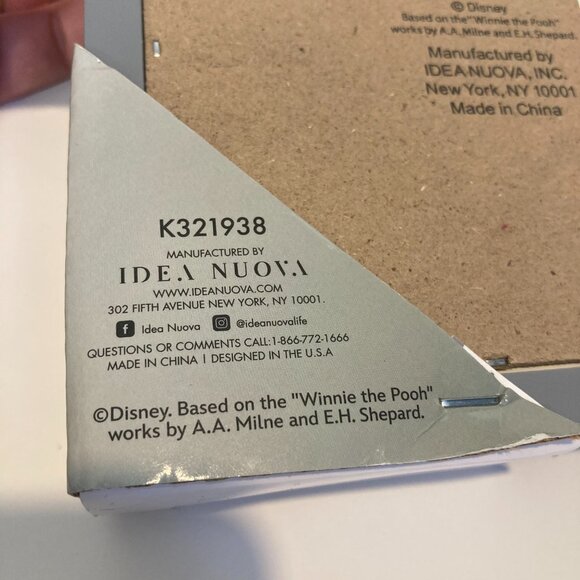 © Disney
Based on the "Winnie the Pooh"
works by A.A. Milne and E.H. Shepard.
Manufactured by
IDEA NUOVA, INC.
New York, NY 10001
Made in China
K321938
MANUFACTURED BY
IDEA NUOVA
WWW.IDEANUOVA.COM
302 FIFTH AVENUE NEW YORK, NY 10001.
f Idea Nuova @ideanuovalife
QUESTIONS OR COMMENTS CALL:1-866-772-1666
MADE IN CHINA | DESIGNED IN THE U.S.A
©Disney. Based on the "Winnie the Pooh"
works by A.A. Milne and E.H. Shepard.